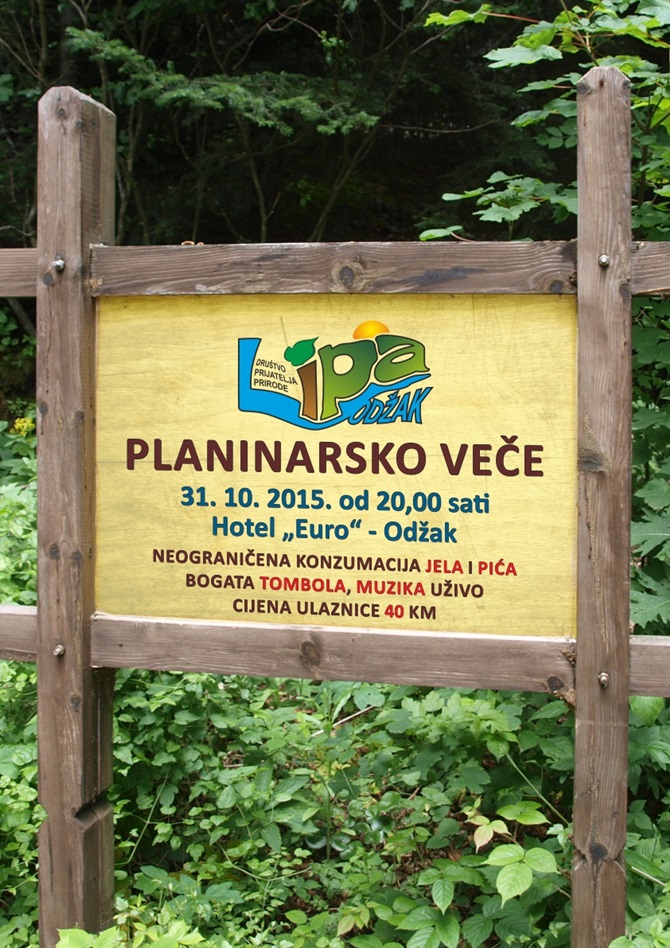 Lipa
DRUŠTVO
PRIJATELJA
PRIRODE
ODŽAK
PLANINARSKO VEČE
31. 10. 2015. od 20,00 sati
Hotel „Euro“ - Odžak
NEOGRANIČENA KONZUMACIJA JELA I PIĆA
BOGATA TOMBOLA, MUZIKA UŽIVO
CIJENA ULAZNICE 40 KM